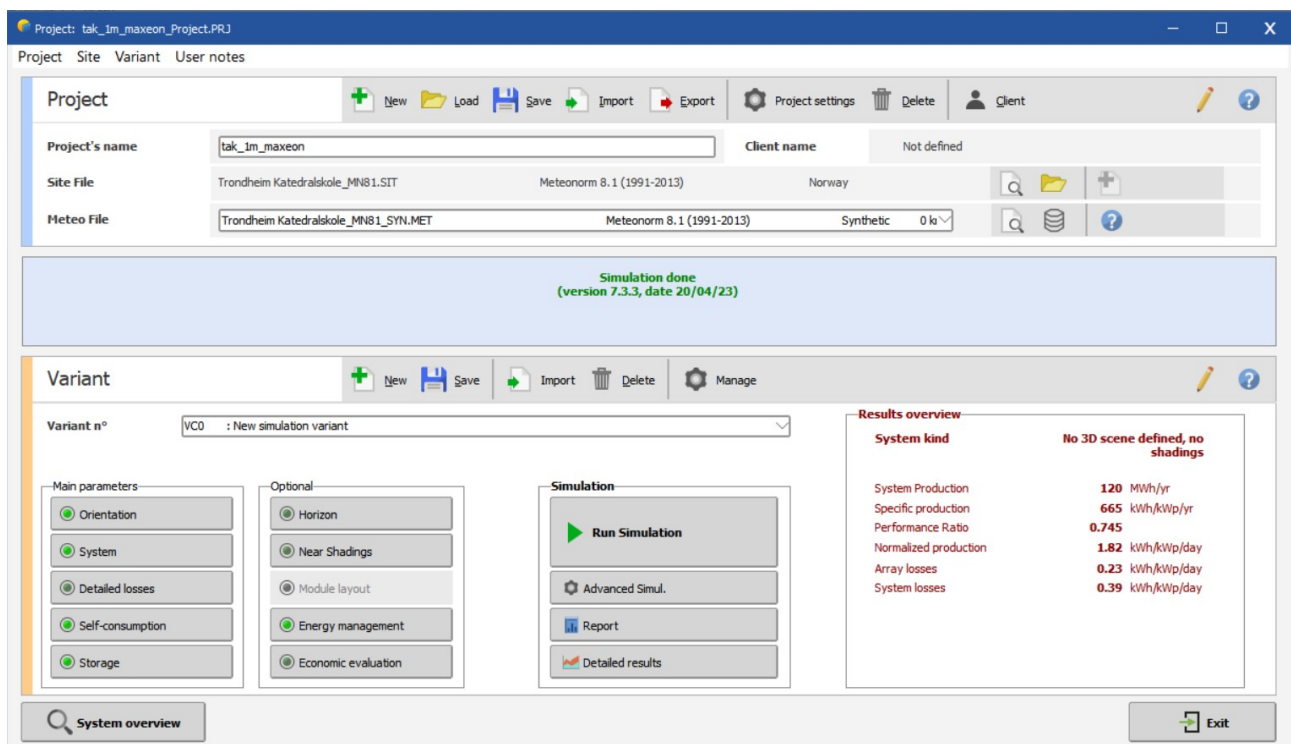 Project: tak_1m_maxeon_Project.PRJ
Project Site Variant User notes
Project New Load Save Import Export Project settings Delete Client
Project's name tak_1m_maxeon Client name Not defined
Site File Trondheim Katedralskole_MN81.SIT Meteonorm 8.1 (1991-2013) Norway
Meteo File Trondheim Katedralskole_MN81_SYN.MET Meteonorm 8.1 (1991-2013) Synthetic 0 k
Simulation done
(version 7.3.3, date 20/04/23)
Variant New Save Import Delete Manage
Variant n° VC0 : New simulation variant
Main parameters
Orientation
System
Detailed losses
Self-consumption
Storage
Optional
Horizon
Near Shadings
Module layout
Energy management
Economic evaluation
Simulation
Run Simulation
Advanced Simul.
Report
Detailed results
Results overview
System kind No 3D scene defined, no
shadings
System Production 120 MWh/yr
Specific production 665 kWh/kWp/yr
Performance Ratio 0.745
Normalized production 1.82 kWh/kWp/day
Array losses 0.23 kWh/kWp/day
System losses 0.39 kWh/kWp/day
System overview
Exit